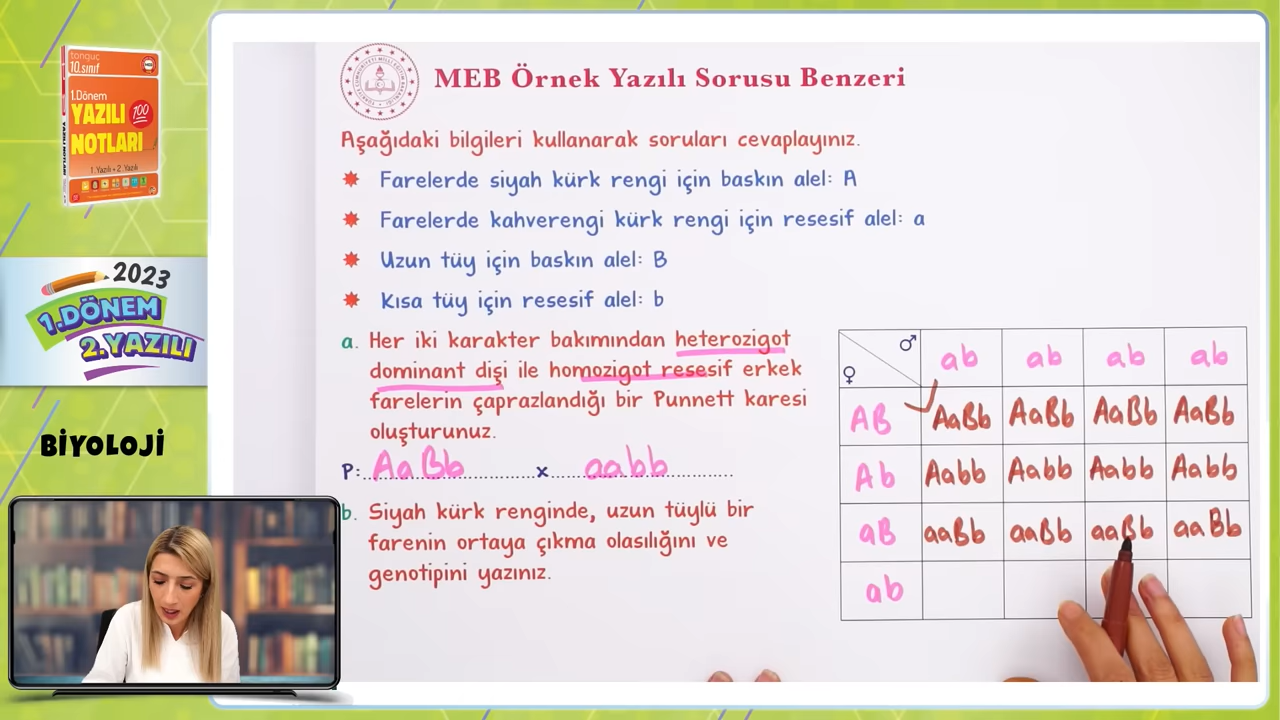 tonguç
10.sınıf
1.Dönem
YAZILI
100
NOTLARI
1. Yazılı • 2. Yazılı
YAZILI NOTLARI
2023
1.DÖNEM
2.YAZILI
BİYOLOJİ
MEB Örnek Yazılı Sorusu Benzeri
Aşağıdaki bilgileri kullanarak soruları cevaplayınız.
Farelerde siyah kürk rengi için baskın alel: A
Farelerde kahverengi kürk rengi için resesif alel: a
Uzun tüy için baskın alel: B
Kısa tüy için resesif alel: b
a. Her iki karakter bakımından heterozigot
dominant dişi ile homozigot resesif erkek
farelerin çaprazlandığı bir Punnett karesi
oluşturunuz.
P: AaBb x aabb
b. Siyah kürk renginde, uzun tüylü bir
farenin ortaya çıkma olasılığını ve
genotipini yazınız.
♂ ♀ ab ab ab ab
AB AaBb AaBb AaBb AaBb
Ab Aabb Aabb Aabb Aabb
aB aaBb aaBb aaBb aaBb
ab